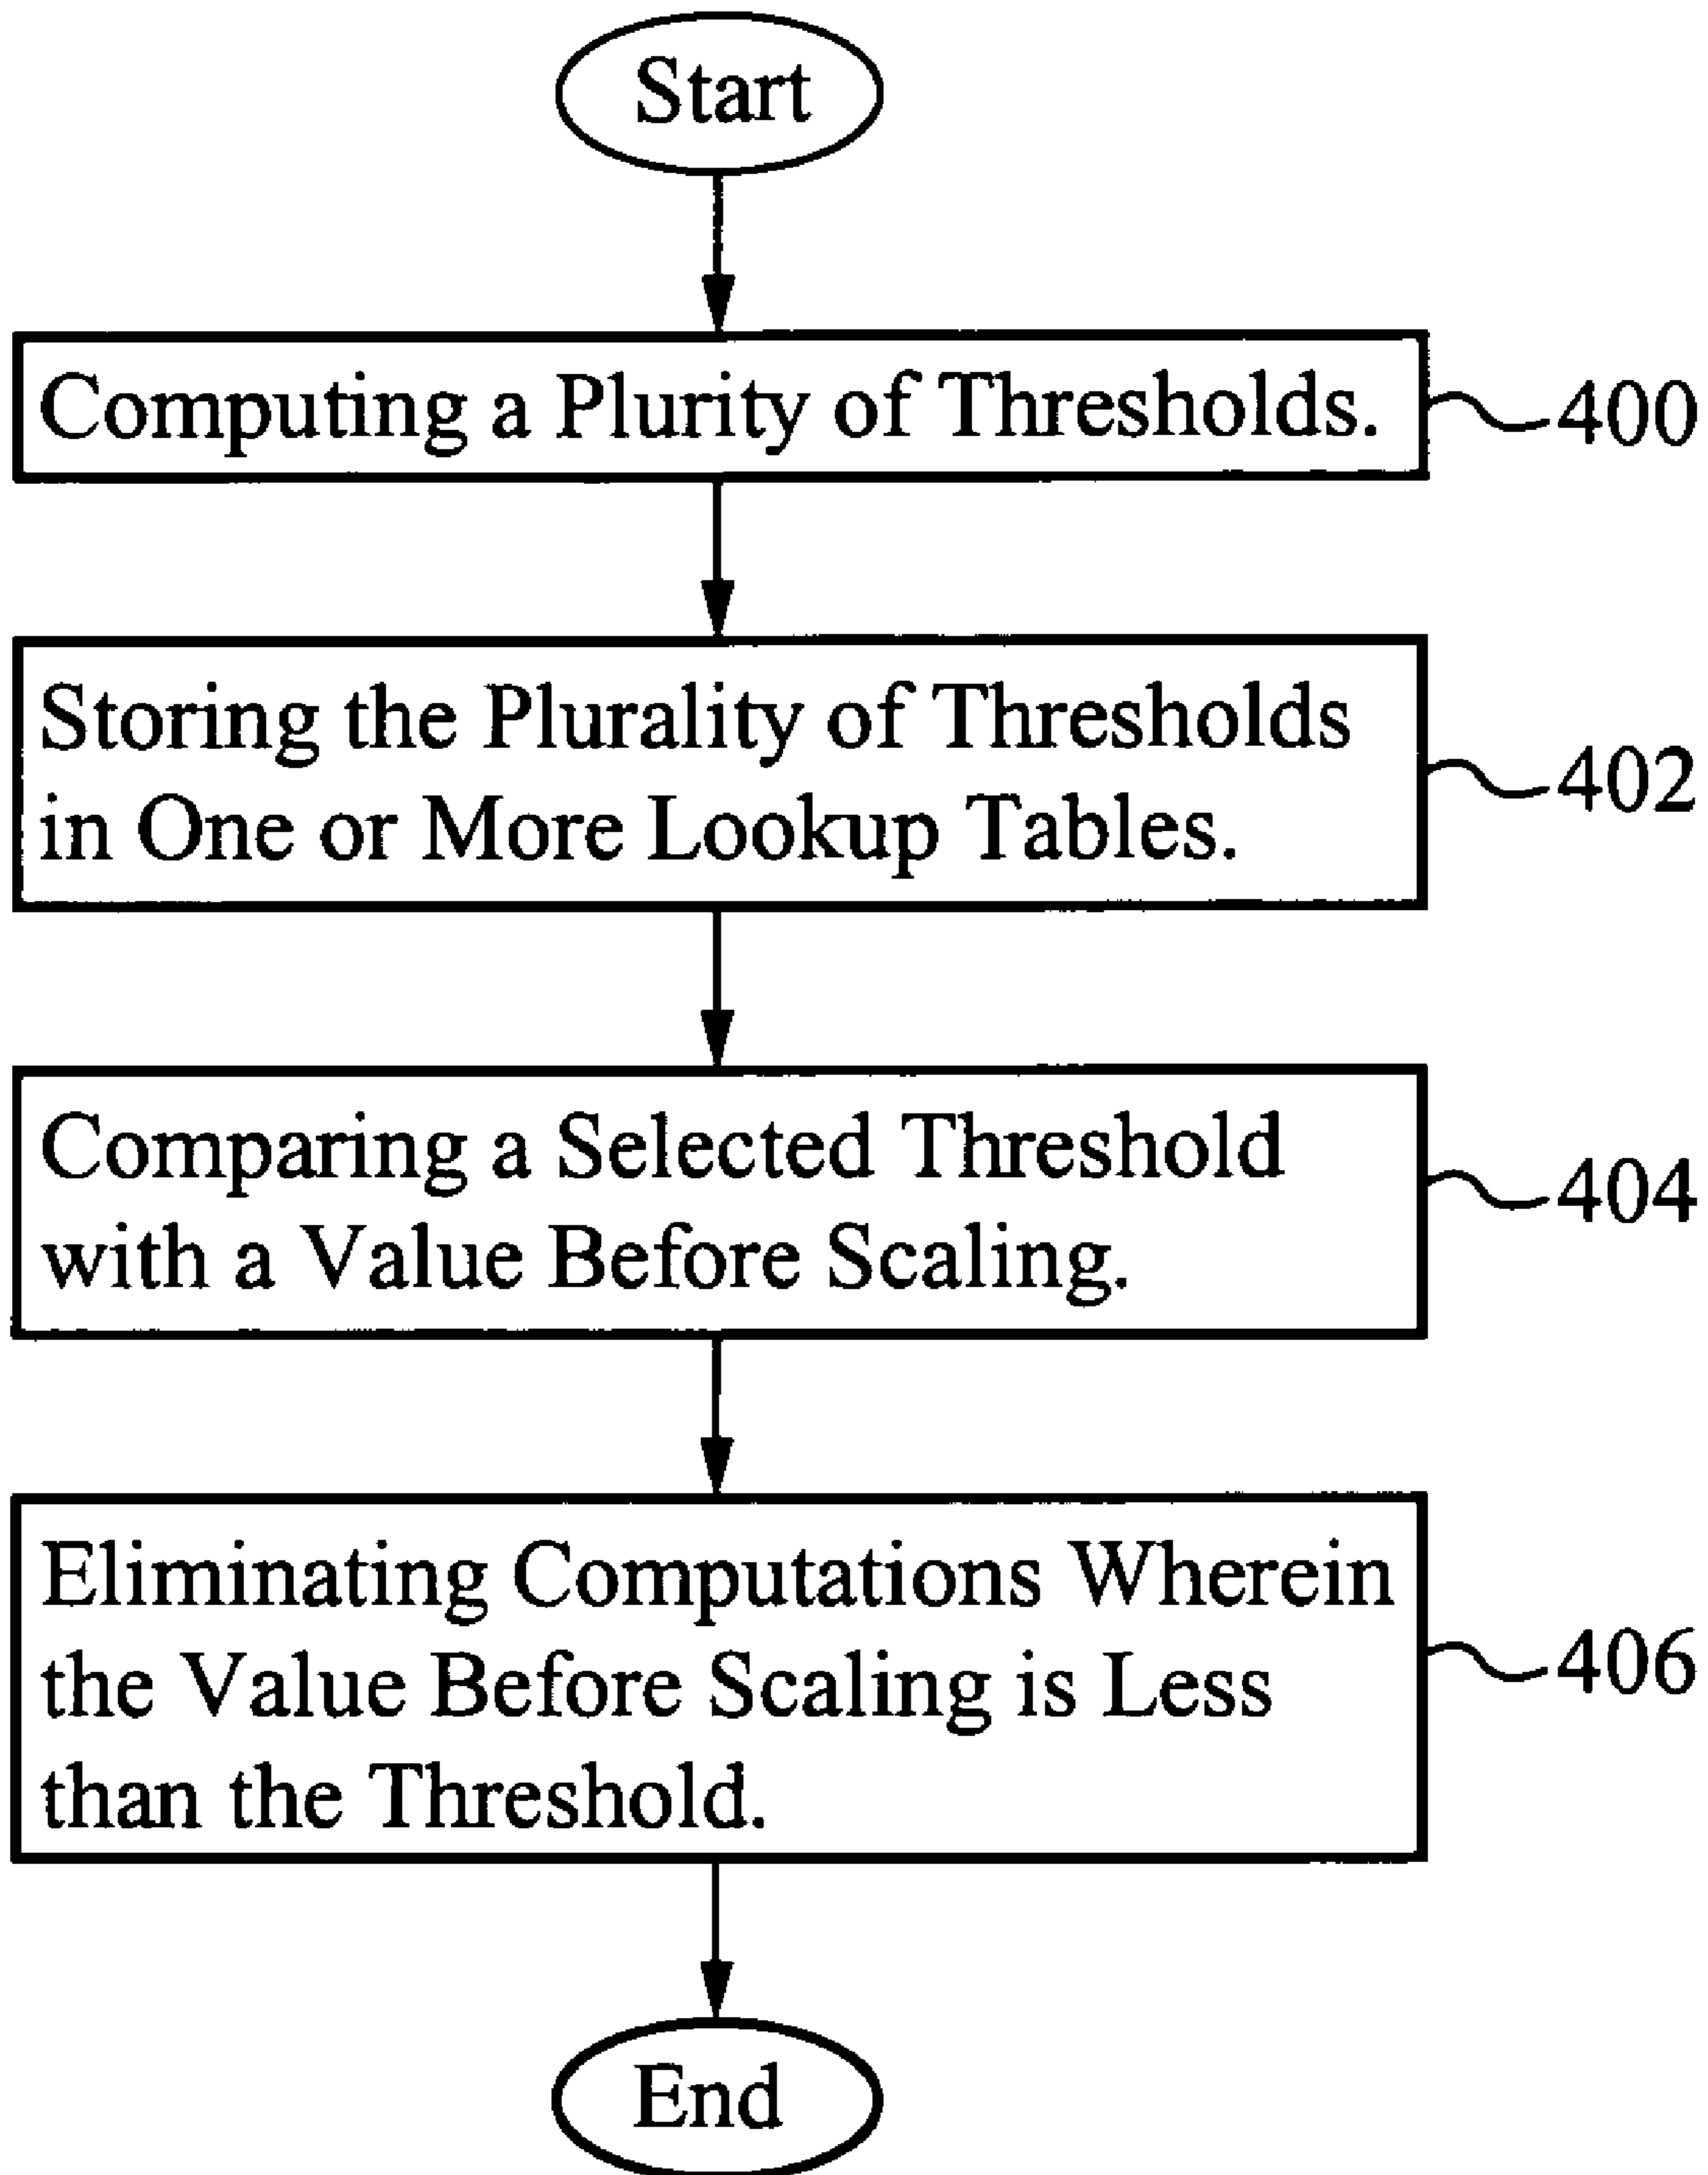 Start
Computing a Plurity of Thresholds.
400
Storing the Plurality of Thresholds
in One or More Lookup Tables.
402
Comparing a Selected Threshold
with a Value Before Scaling.
404
Eliminating Computations Wherein
the Value Before Scaling is Less
than the Threshold.
406
End